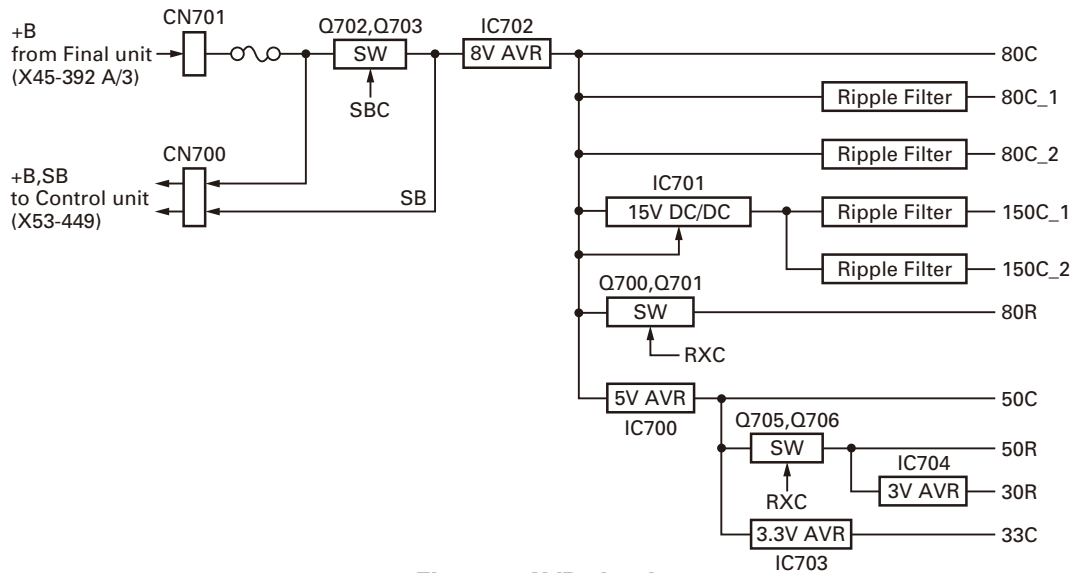 CN701
+B
from Final unit
(X45-392 A/3)
Q702,Q703
SW
SBC
IC702
8V AVR
80C
Ripple Filter
80C_1
Ripple Filter
80C_2
CN700
+B,SB
to Control unit
(X53-449)
SB
IC701
15V DC/DC
Ripple Filter
150C_1
Ripple Filter
150C_2
Q700,Q701
SW
RXC
80R
5V AVR
IC700
50C
Q705,Q706
SW
RXC
50R
IC704
3V AVR
30R
3.3V AVR
IC703
33C